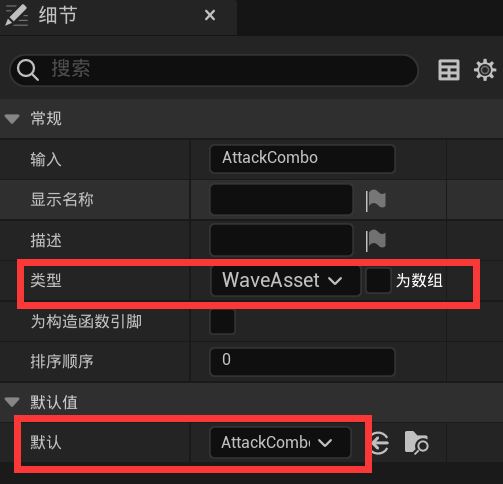 细节
搜索
常规
输入 AttackCombo
显示名称
描述
类型 WaveAsset 为数组
为构造函数引脚
排序顺序 0
默认值
默认 AttackCombo